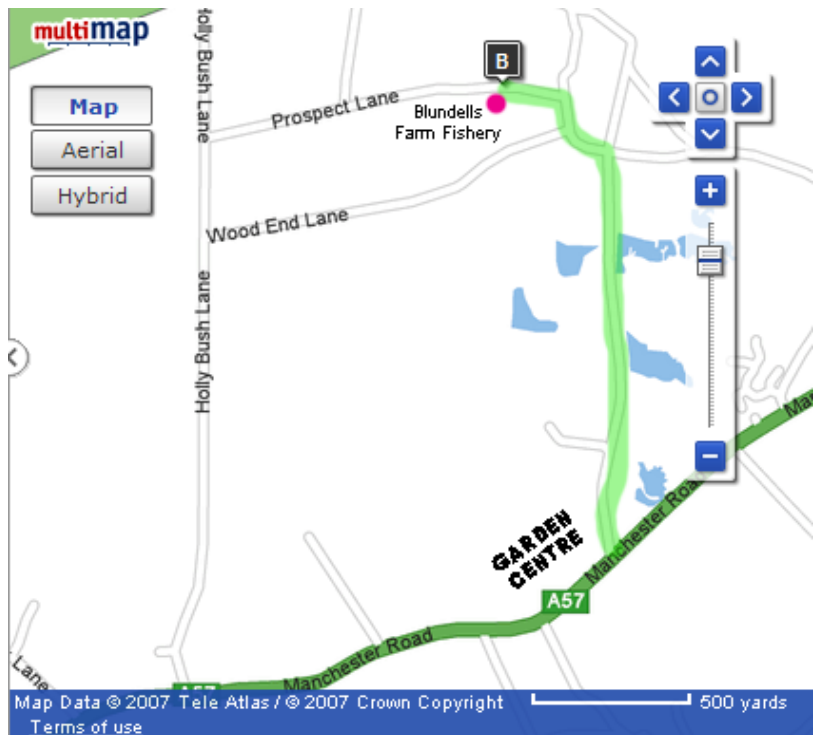 multimap
Map
Aerial
Hybrid
Holly Bush Lane
B
Prospect Lane
Blundells
Farm Fishery
Wood End Lane
Holly Bush Lane
GARDEN
CENTRE
Manchester Road
A57
Manchester Road
A57
Lane
Map Data © 2007 Tele Atlas / © 2007 Crown Copyright
500 yards
Terms of use